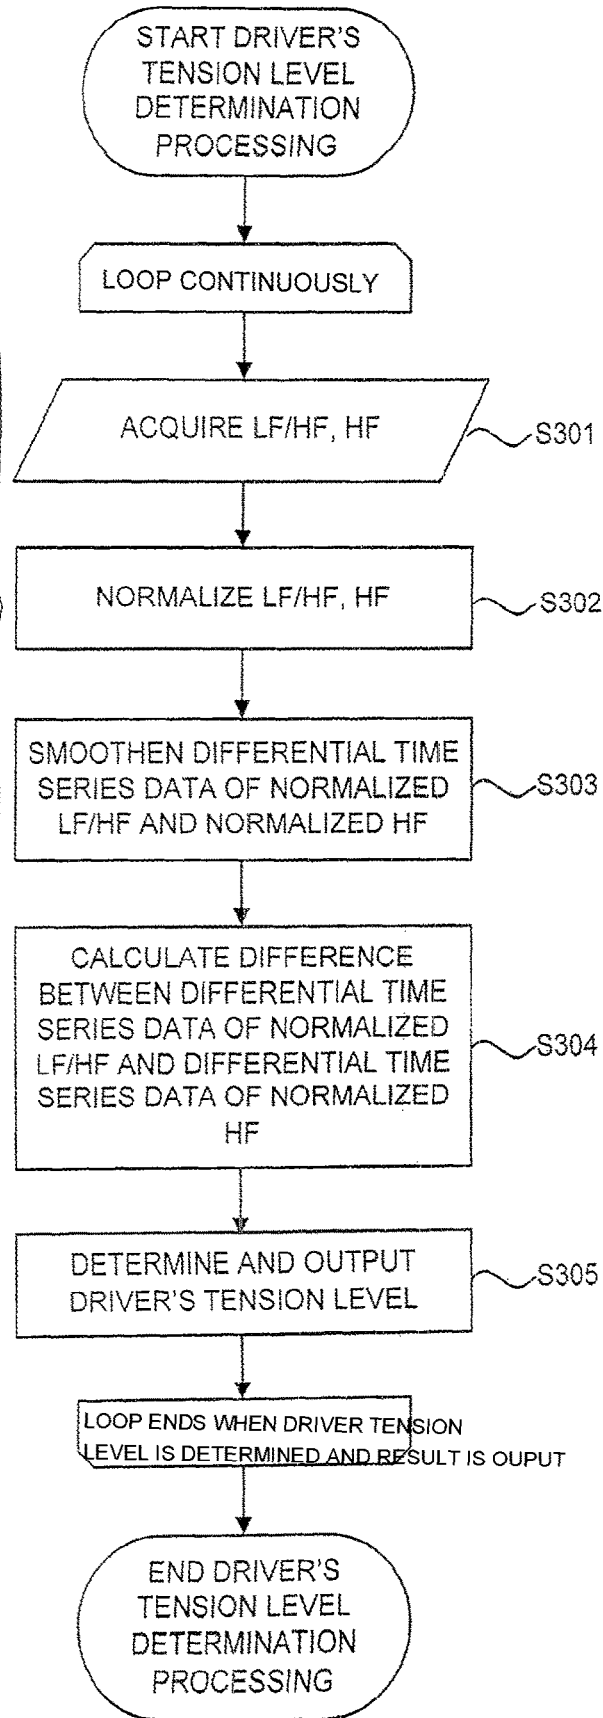 START DRIVER'S
TENSION LEVEL
DETERMINATION
PROCESSING
LOOP CONTINUOUSLY
ACQUIRE LF/HF, HF
S301
NORMALIZE LF/HF, HF
S302
SMOOTHEN DIFFERENTIAL TIME
SERIES DATA OF NORMALIZED
LF/HF AND NORMALIZED HF
S303
CALCULATE DIFFERENCE
BETWEEN DIFFERENTIAL TIME
SERIES DATA OF NORMALIZED
LF/HF AND DIFFERENTIAL TIME
SERIES DATA OF NORMALIZED
HF
S304
DETERMINE AND OUTPUT
DRIVER'S TENSION LEVEL
S305
LOOP ENDS WHEN DRIVER TENSION
LEVEL IS DETERMINED AND RESULT IS OUPUT
END DRIVER'S
TENSION LEVEL
DETERMINATION
PROCESSING